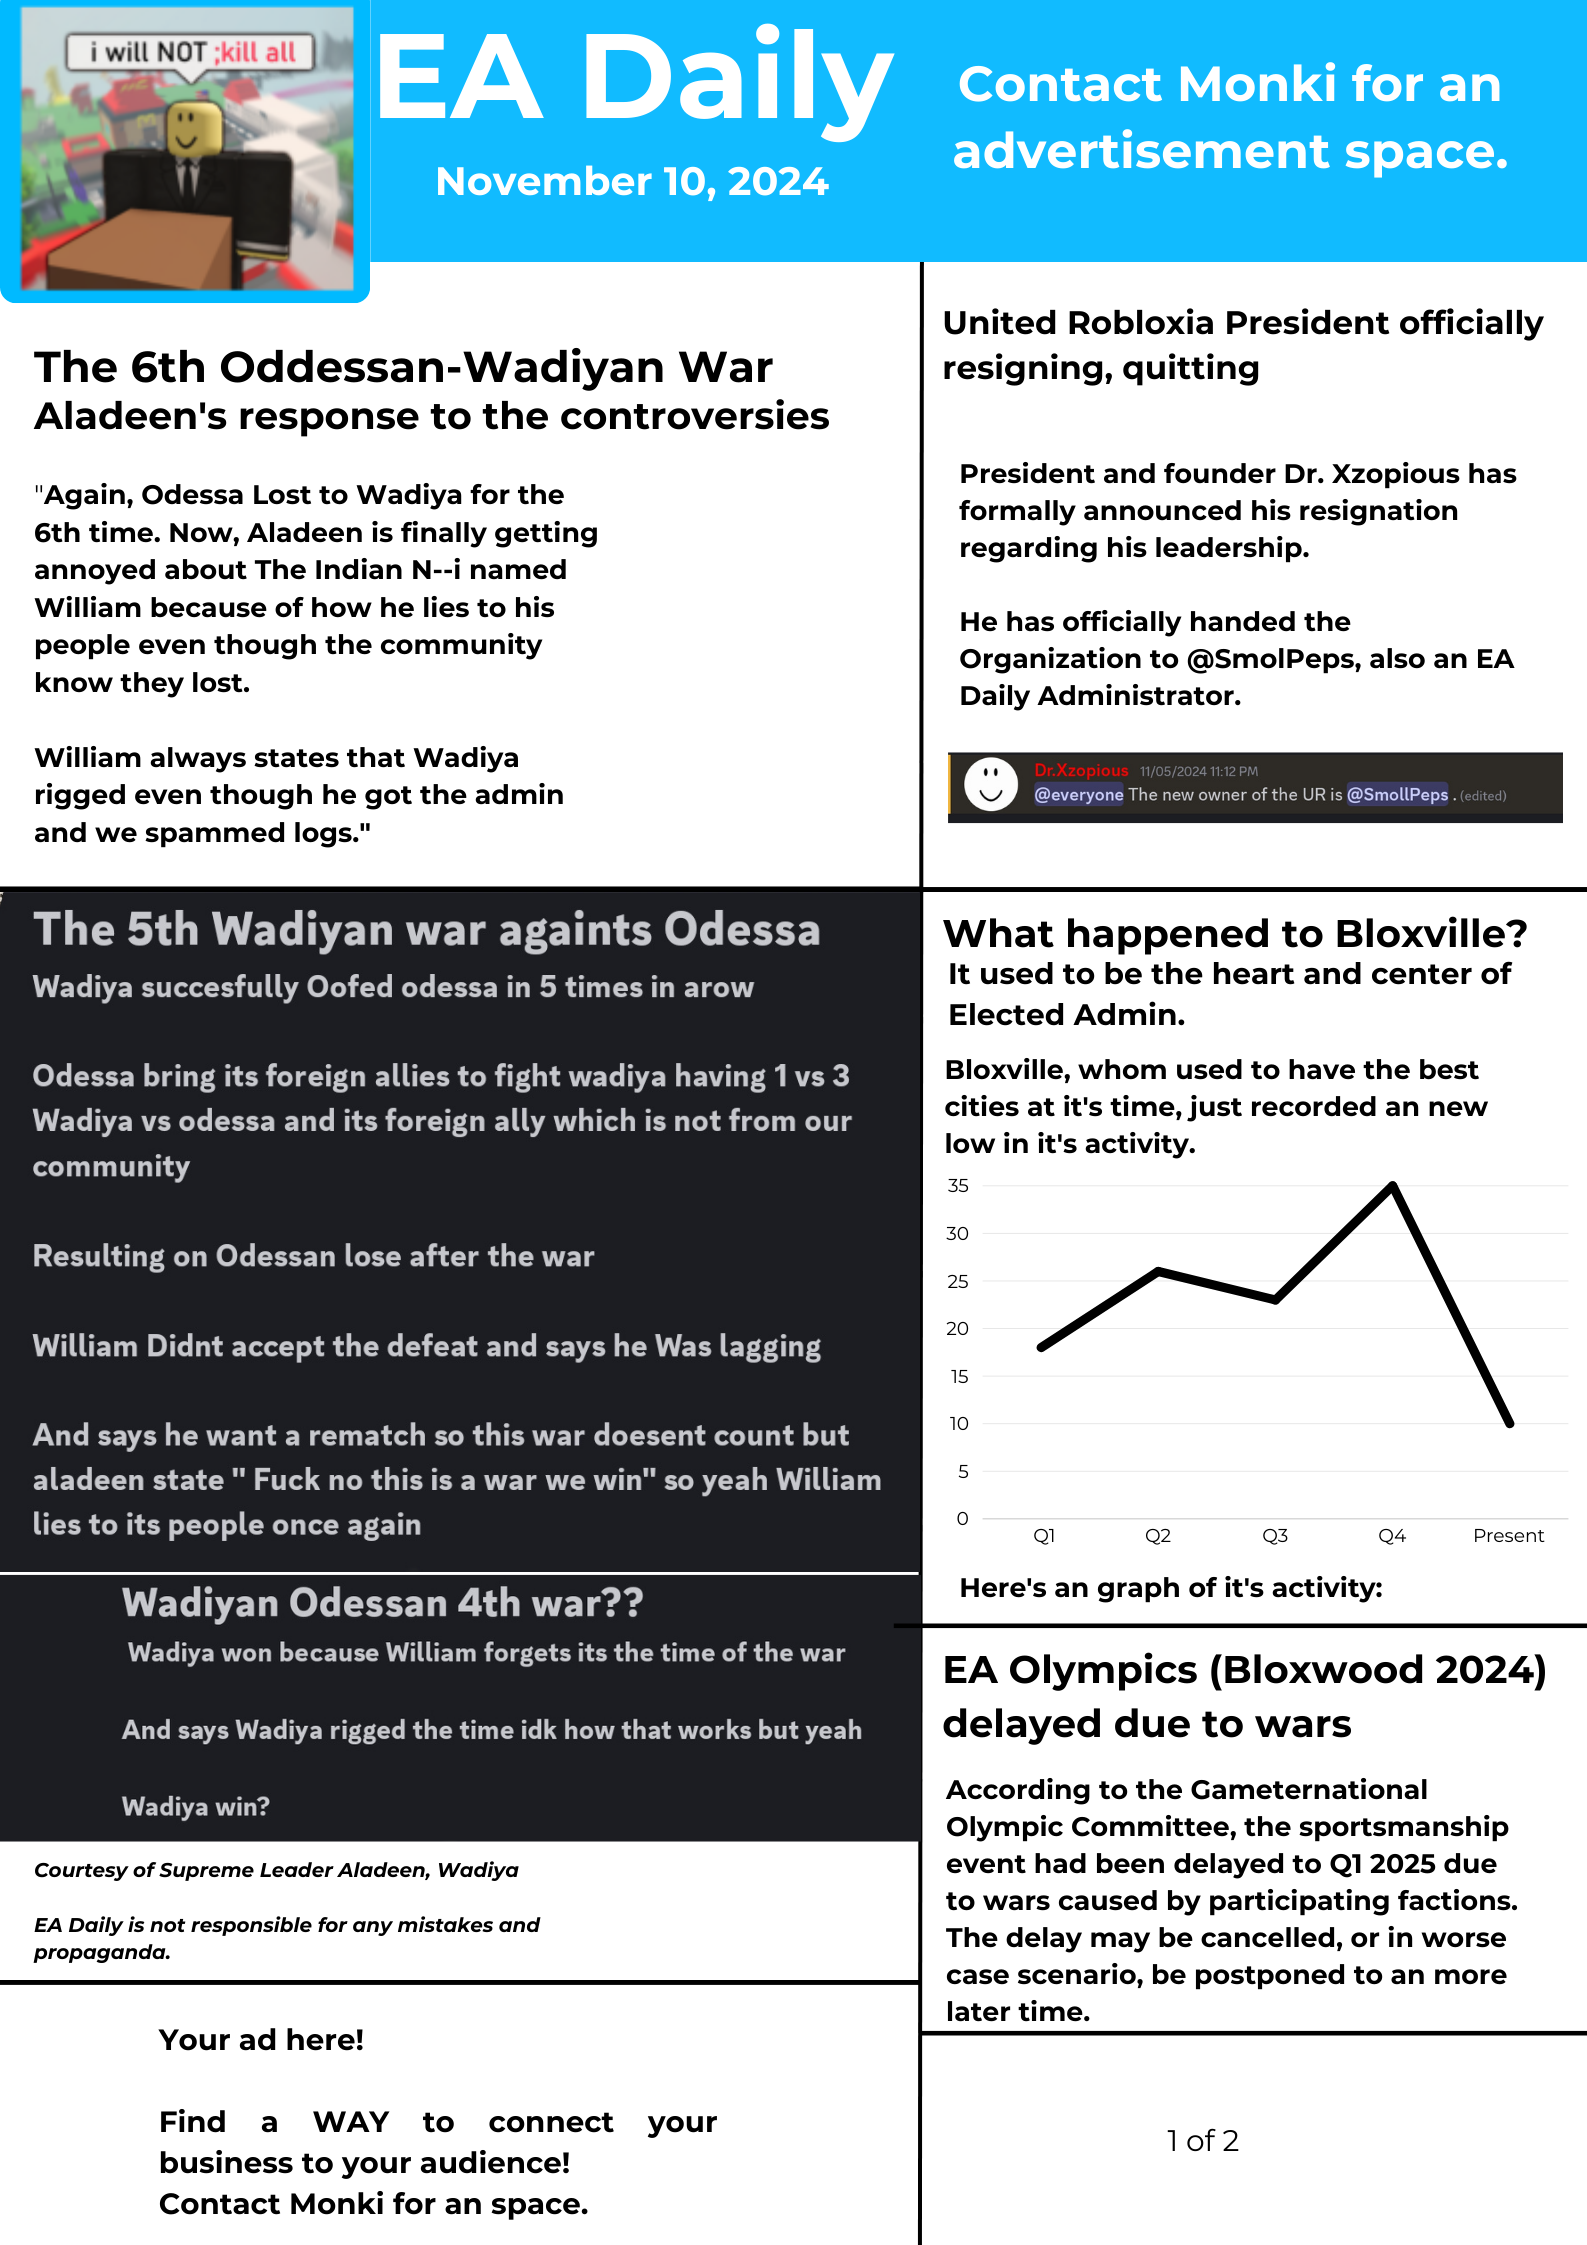 i will NOT ;kill all
EA Daily
November 10, 2024
Contact Monki for an
advertisement space.
The 6th Oddessan-Wadiyan War
Aladeen's response to the controversies
"Again, Odessa Lost to Wadiya for the
6th time. Now, Aladeen is finally getting
annoyed about The Indian N--i named
William because of how he lies to his
people even though the community
know they lost.
William always states that Wadiya
rigged even though he got the admin
and we spammed logs."
United Robloxia President officially
resigning, quitting
President and founder Dr. Xzopious has
formally announced his resignation
regarding his leadership.
He has officially handed the
Organization to @SmolPeps, also an EA
Daily Administrator.
Dr.Xzopious 11/05/2024 11:12 PM
@everyone The new owner of the UR is @SmollPeps . (edited)
The 5th Wadiyan war againts Odessa
Wadiya succesfully Oofed odessa in 5 times in arow
Odessa bring its foreign allies to fight wadiya having 1 vs 3
Wadiya vs odessa and its foreign ally which is not from our
community
Resulting on Odessan lose after the war
William Didnt accept the defeat and says he Was lagging
And says he want a rematch so this war doesent count but
aladeen state " Fuck no this is a war we win" so yeah William
lies to its people once again
Wadiyan Odessan 4th war??
Wadiya won because William forgets its the time of the war
And says Wadiya rigged the time idk how that works but yeah
Wadiya win?
Courtesy of Supreme Leader Aladeen, Wadiya
EA Daily is not responsible for any mistakes and
propaganda.
What happened to Bloxville?
It used to be the heart and center of
Elected Admin.
Bloxville, whom used to have the best
cities at it's time, just recorded an new
low in it's activity.
35
30
25
20
15
10
5
0
Q1 Q2 Q3 Q4 Present
Here's an graph of it's activity:
EA Olympics (Bloxwood 2024)
delayed due to wars
According to the Gameternational
Olympic Committee, the sportsmanship
event had been delayed to Q1 2025 due
to wars caused by participating factions.
The delay may be cancelled, or in worse
case scenario, be postponed to an more
later time.
Your ad here!
Find a WAY to connect your
business to your audience!
Contact Monki for an space.
1 of 2